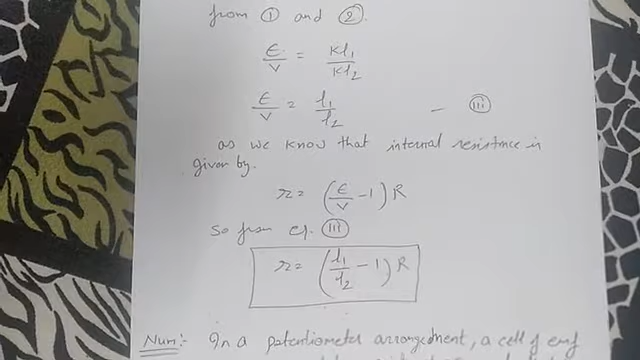 from ① and ②.
E/V = Kl₁/Kl₂
E/V = l₁/l₂ — (iii)
as we know that internal resistance is
given by.
r = (E/V - 1) R
So from eq. (iii)
r = (l₁/l₂ - 1) R
Num:- In a potentiometer arrangement, a cell of emf